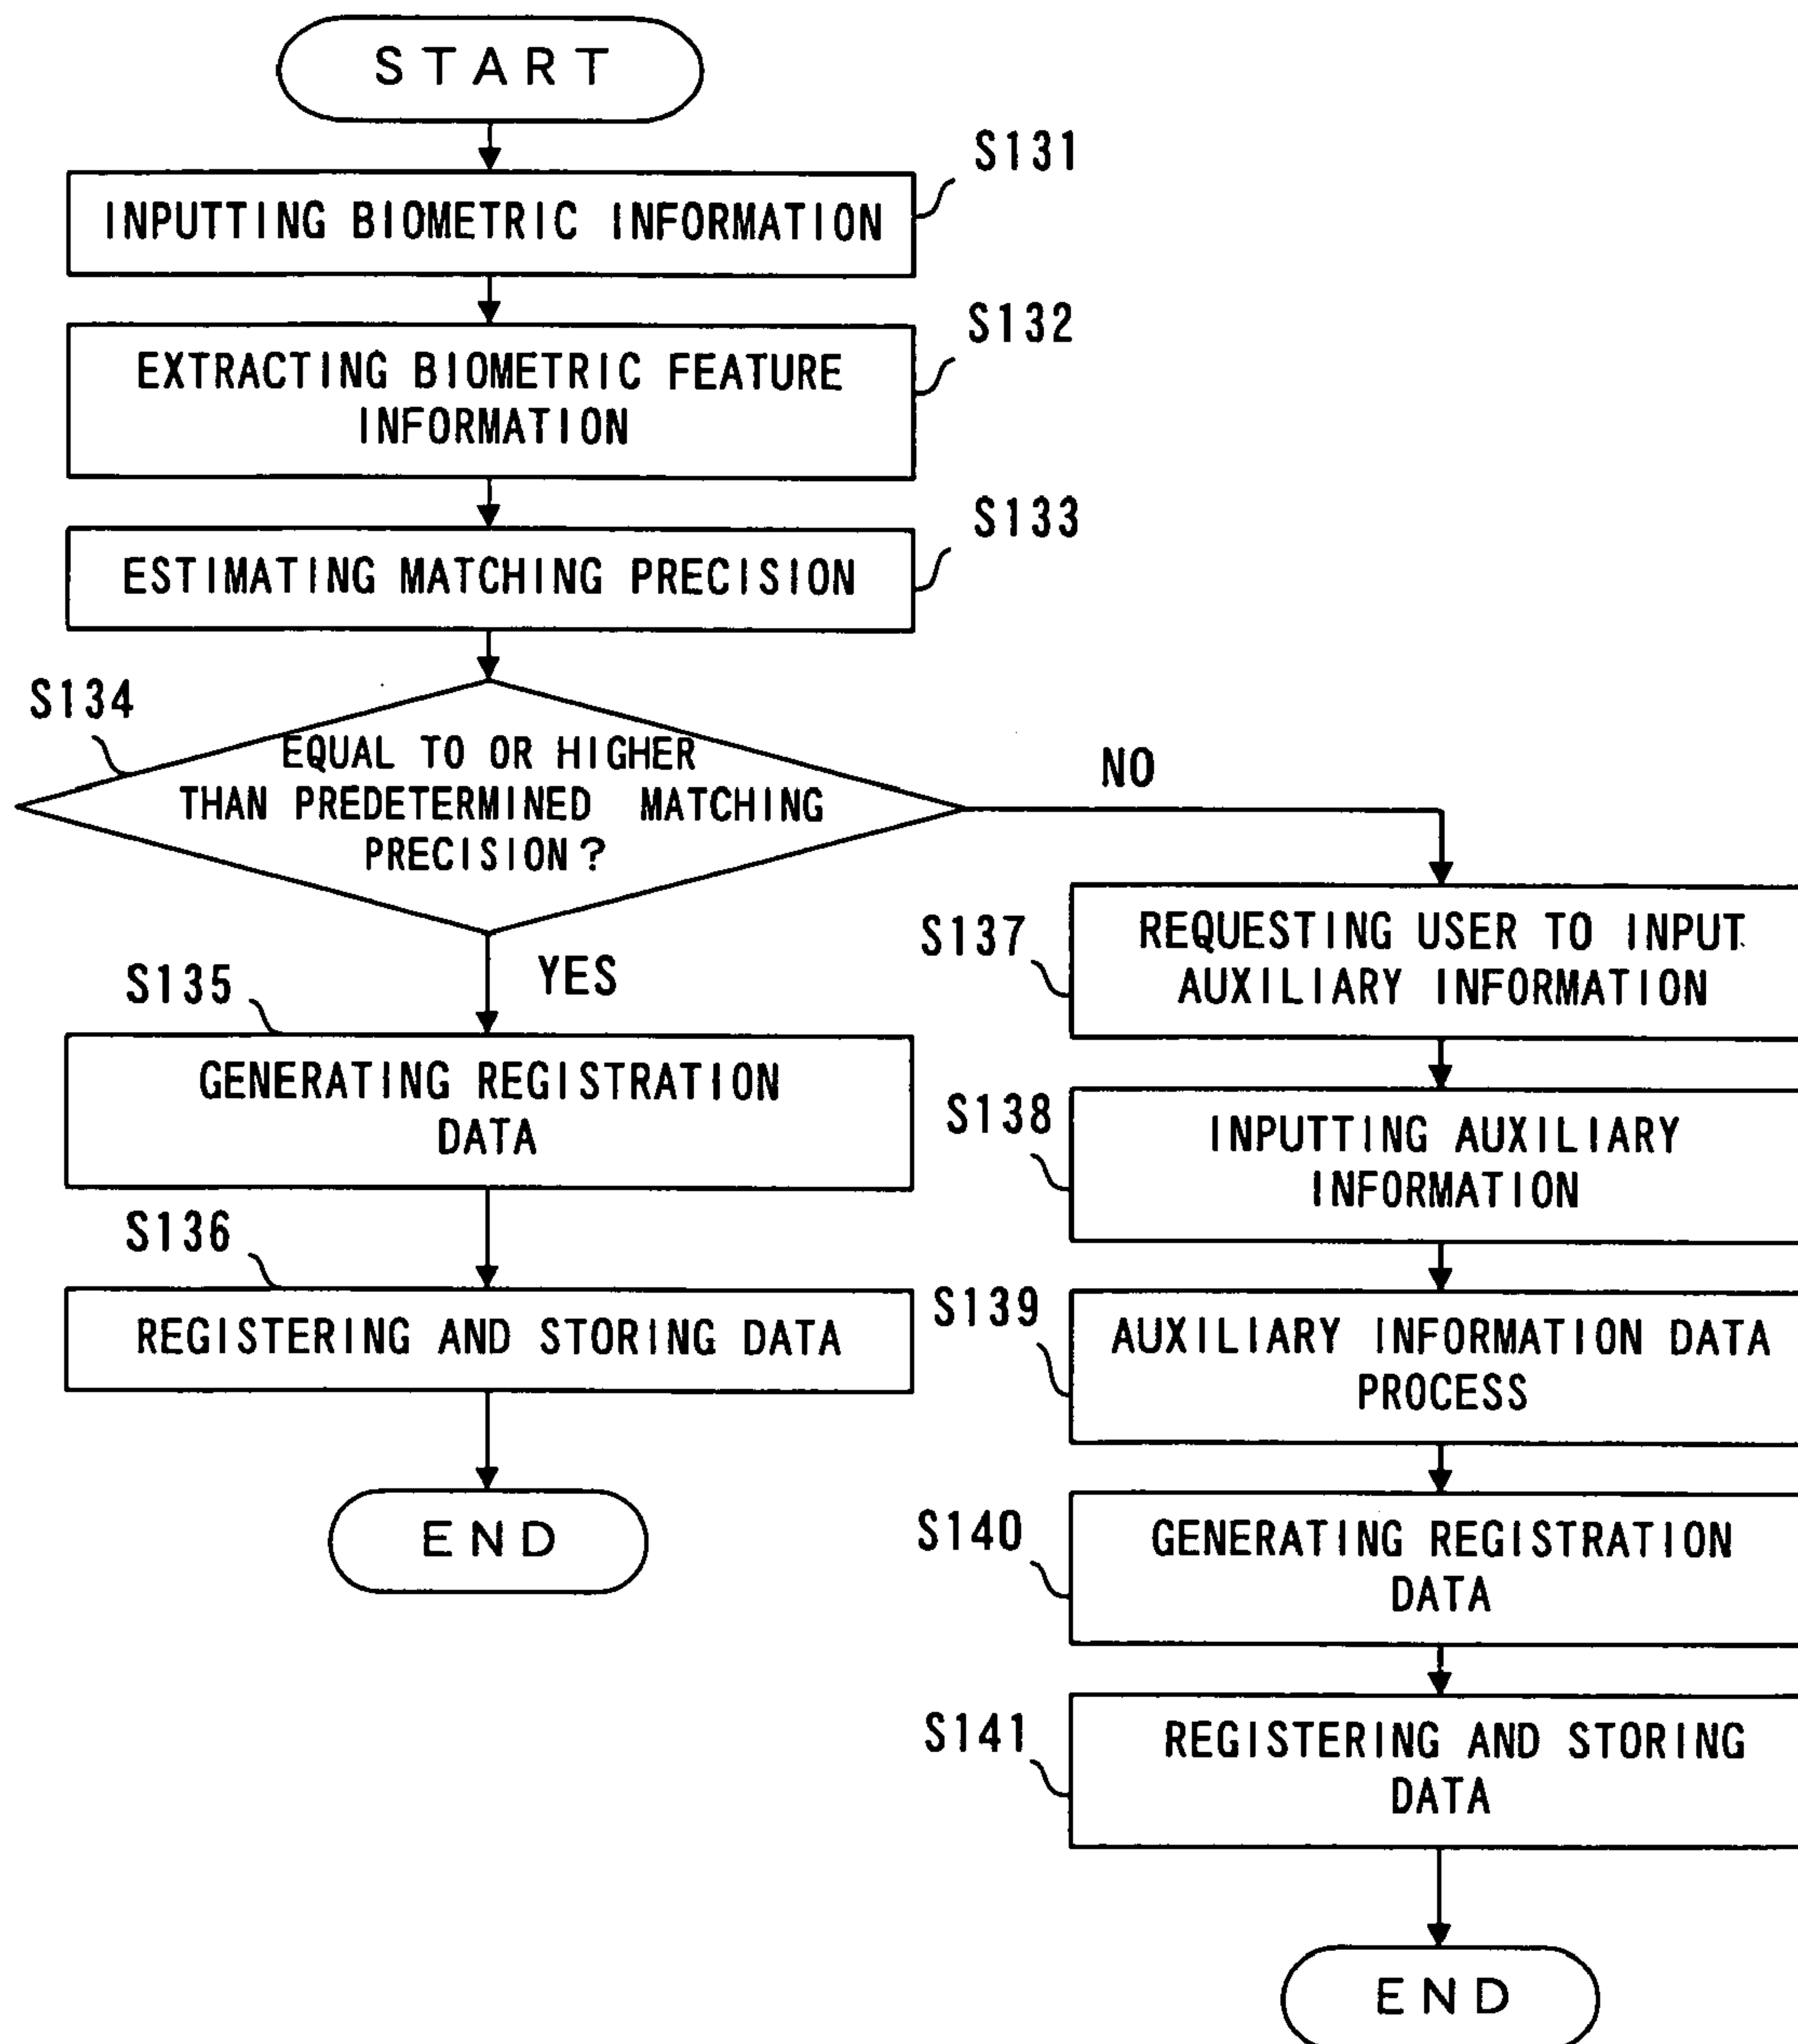 START
S131
INPUTTING BIOMETRIC INFORMATION
S132
EXTRACTING BIOMETRIC FEATURE
INFORMATION
S133
ESTIMATING MATCHING PRECISION
S134
EQUAL TO OR HIGHER
THAN PREDETERMINED MATCHING
PRECISION?
NO
YES
S135
GENERATING REGISTRATION
DATA
S136
REGISTERING AND STORING DATA
END
S137
REQUESTING USER TO INPUT
AUXILIARY INFORMATION
S138
INPUTTING AUXILIARY
INFORMATION
S139
AUXILIARY INFORMATION DATA
PROCESS
S140
GENERATING REGISTRATION
DATA
S141
REGISTERING AND STORING
DATA
END